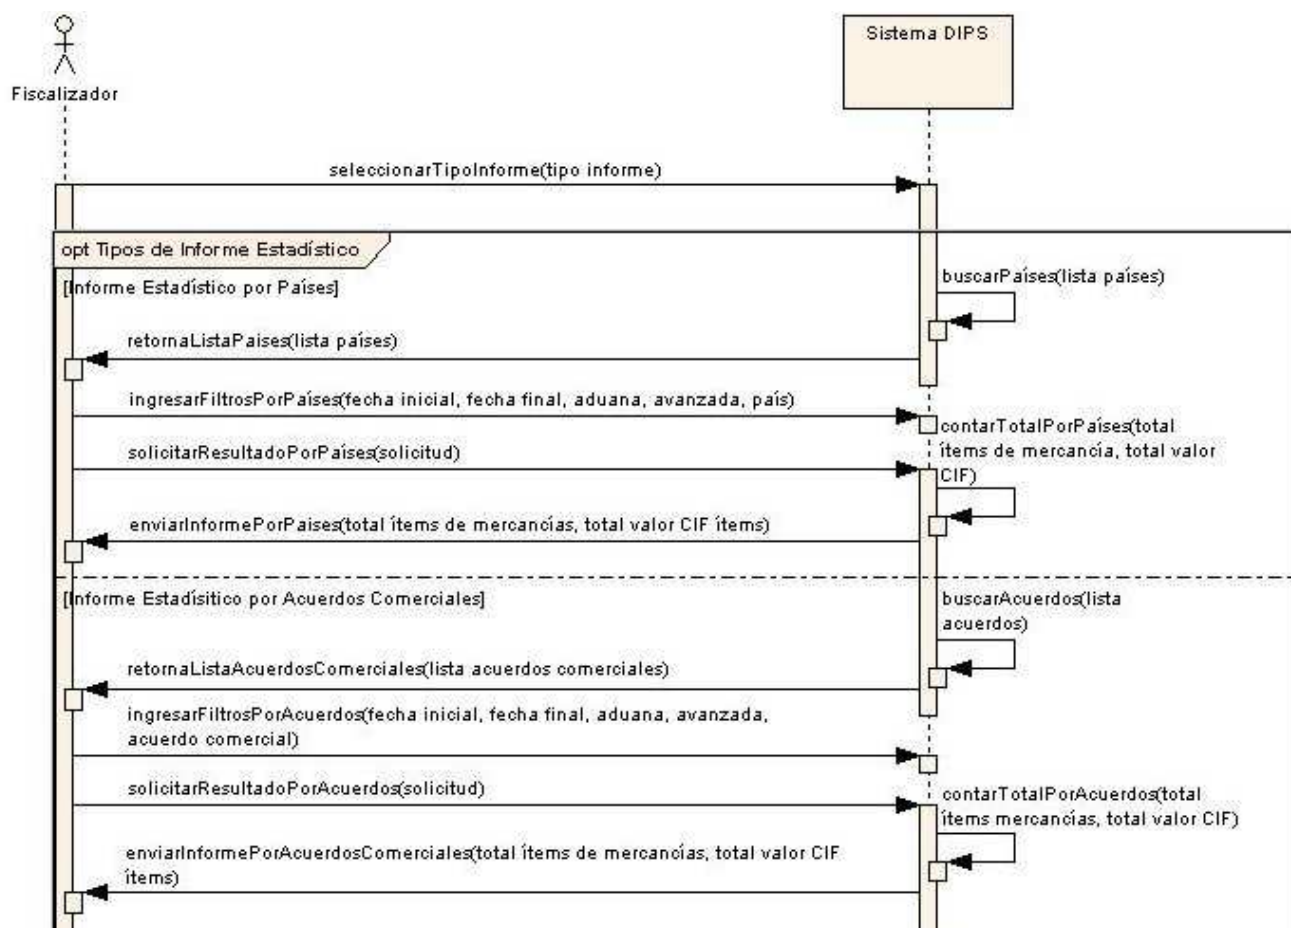 Sistema DIPS
Fiscalizador
seleccionarTipoInforme(tipo informe)
opt Tipos de Informe Estadístico
[Informe Estadístico por Países]
buscarPaíses(lista países)
retornaListaPaises(lista países)
ingresarFiltrosPorPaíses(fecha inicial, fecha final, aduana, avanzada, país)
contarTotalPorPaíses(total
ítems de mercancía, total valor
CIF)
solicitarResultadoPorPaíses(solicitud)
enviarInformePorPaises(total ítems de mercancías, total valor CIF ítems)
[Informe Estadísitico por Acuerdos Comerciales]
buscarAcuerdos(lista
acuerdos)
retornaListaAcuerdosComerciales(lista acuerdos comerciales)
ingresarFiltrosPorAcuerdos(fecha inicial, fecha final, aduana, avanzada,
acuerdo comercial)
solicitarResultadoPorAcuerdos(solicitud)
contarTotalPorAcuerdos(total
ítems mercancías, total valor CIF)
enviarInformePorAcuerdosComerciales(total ítems de mercancías, total valor CIF
ítems)